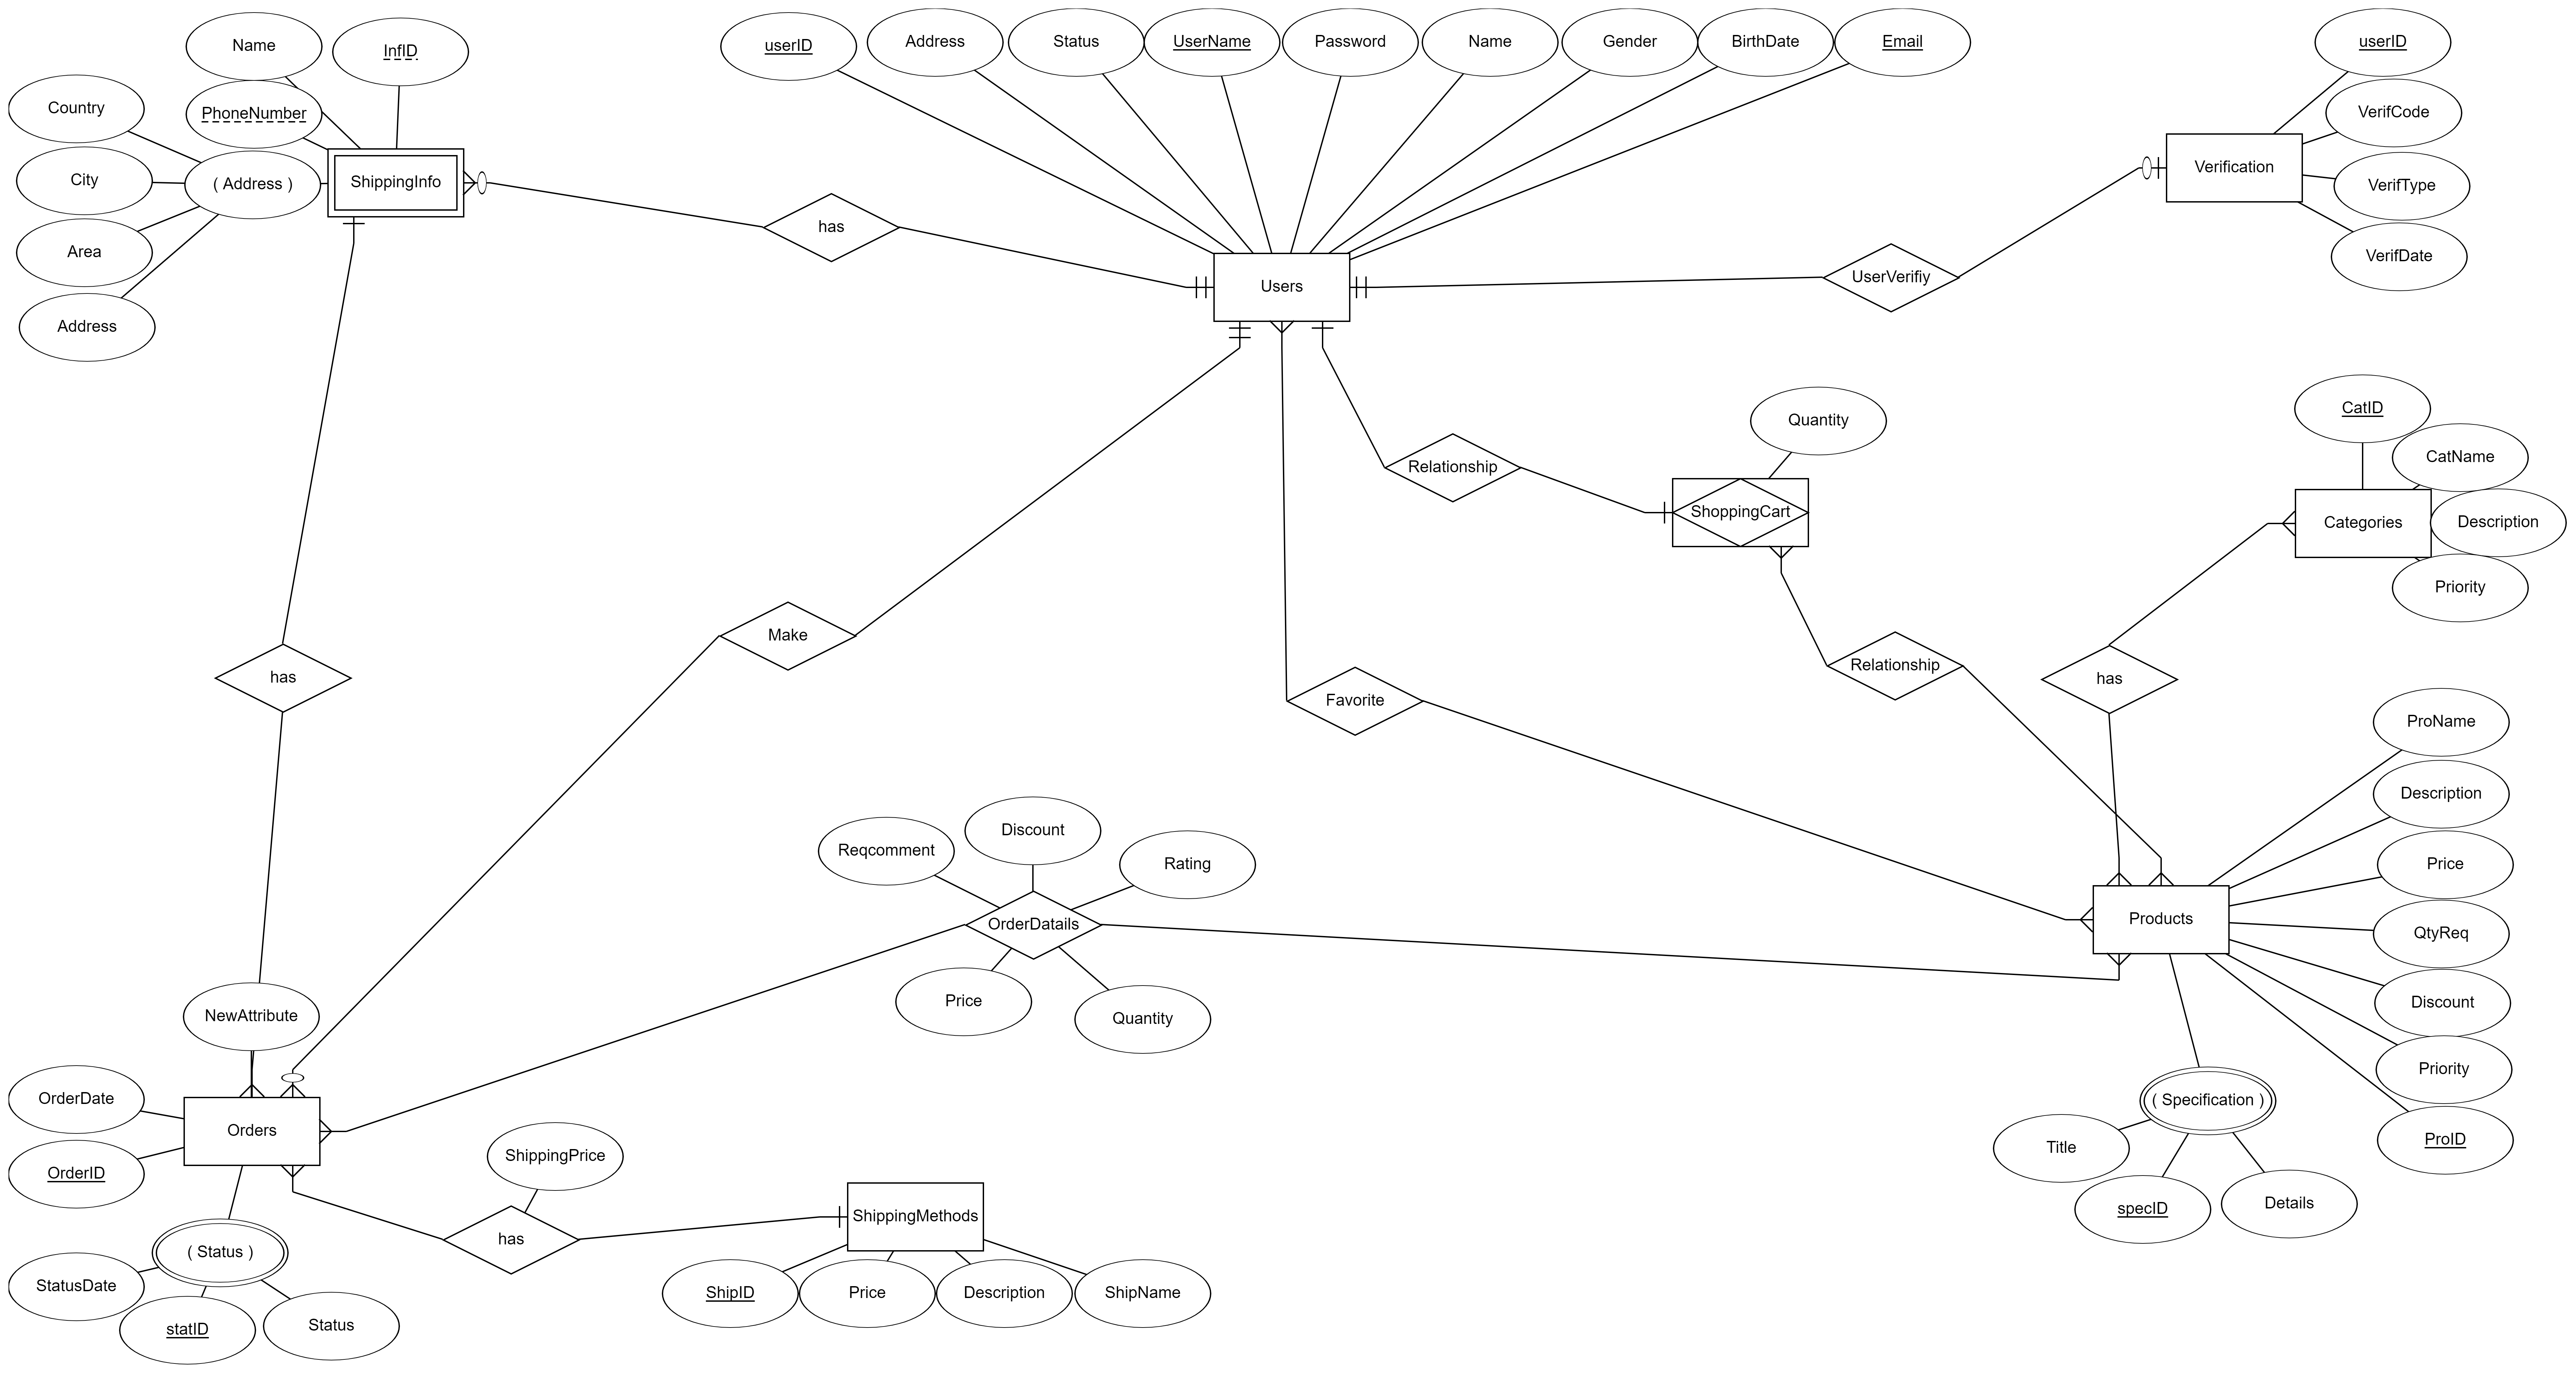 Name
InfID
userID
Address
Status
UserName
Password
Name
Gender
BirthDate
Email
userID
Country
PhoneNumber
VerifCode
City
( Address )
ShippingInfo
Verification
VerifType
Area
has
VerifDate
Address
Users
UserVerifiy
Quantity
CatID
CatName
Relationship
ShoppingCart
Categories
Description
Priority
Make
Relationship
has
has
Favorite
ProName
Description
Reqcomment
Discount
Rating
Price
OrderDatails
Products
QtyReq
Price
Quantity
Discount
NewAttribute
Priority
OrderDate
Orders
( Specification )
ProID
OrderID
ShippingPrice
Title
specID
Details
( Status )
has
ShippingMethods
StatusDate
statID
Status
ShipID
Price
Description
ShipName